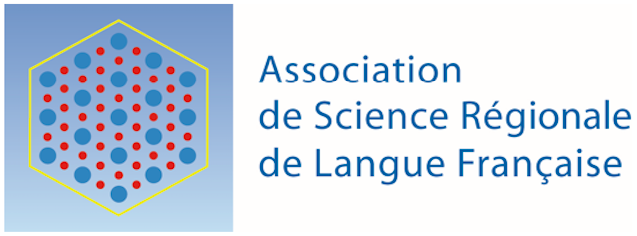 Association
de Science Régionale
de Langue Française